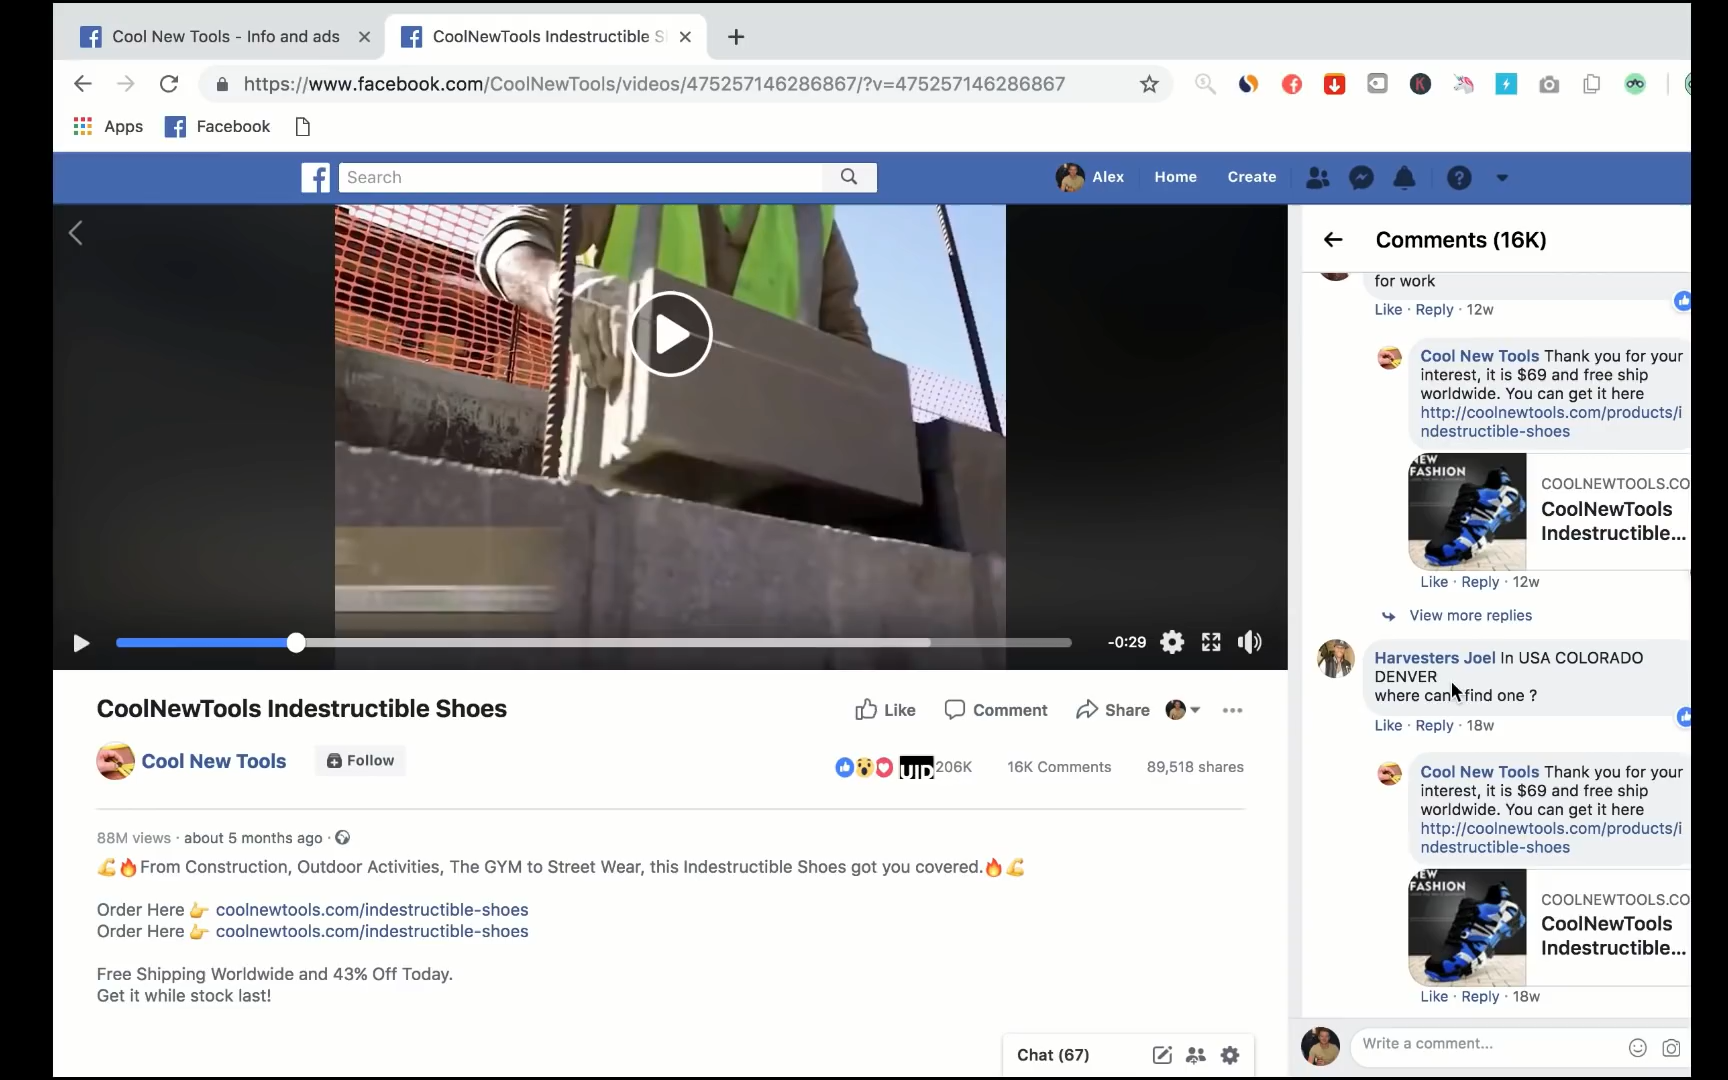 Cool New Tools - Info and ads
CoolNewTools Indestructible S
https://www.facebook.com/CoolNewTools/videos/475257146286867/?v=475257146286867
Apps
Facebook
Search
Alex
Home
Create
Comments (16K)
for work
Like · Reply · 12w
Cool New Tools Thank you for your
interest, it is $69 and free ship
worldwide. You can get it here
http://coolnewtools.com/products/i
ndestructible-shoes
NEW
FASHION
COOLNEWTOOLS.CO
CoolNewTools
Indestructible...
Like · Reply · 12w
View more replies
Harvesters Joel In USA COLORADO
DENVER
where can find one ?
Like · Reply · 18w
Cool New Tools Thank you for your
interest, it is $69 and free ship
worldwide. You can get it here
http://coolnewtools.com/products/i
ndestructible-shoes
NEW
FASHION
COOLNEWTOOLS.CO
CoolNewTools
Indestructible...
Like · Reply · 18w
Write a comment...
-0:29
CoolNewTools Indestructible Shoes
Like
Comment
Share
Cool New Tools
Follow
UID
206K
16K Comments
89,518 shares
88M views · about 5 months ago ·
💪🔥From Construction, Outdoor Activities, The GYM to Street Wear, this Indestructible Shoes got you covered.🔥💪
Order Here 👉 coolnewtools.com/indestructible-shoes
Order Here 👉 coolnewtools.com/indestructible-shoes
Free Shipping Worldwide and 43% Off Today.
Get it while stock last!
Chat (67)